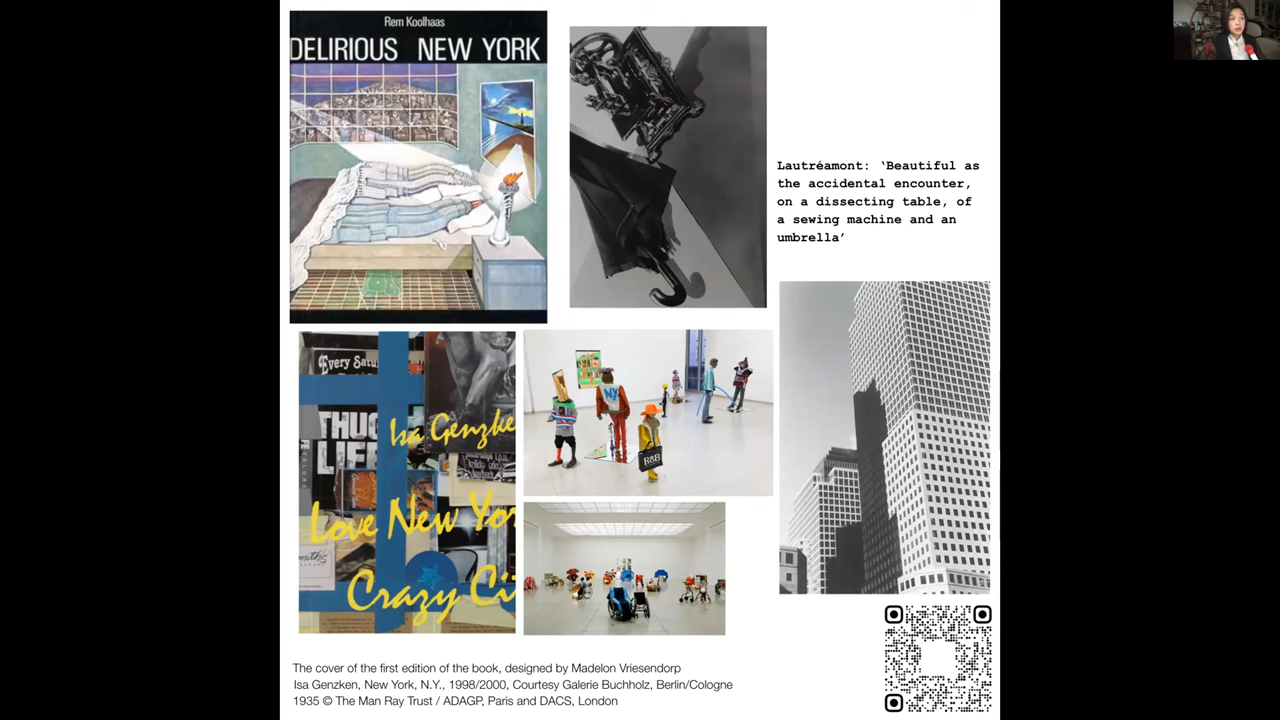 Rem Koolhaas
DELIRIOUS NEW YORK
Lautréamont: ‘Beautiful as
the accidental encounter,
on a dissecting table, of
a sewing machine and an
umbrella’
Every Satu
THUG
LIFE
Isa Genzke
Love New Yor
Crazy Ci
NY
R&B
The cover of the first edition of the book, designed by Madelon Vriesendorp
Isa Genzken, New York, N.Y., 1998/2000, Courtesy Galerie Buchholz, Berlin/Cologne
1935 © The Man Ray Trust / ADAGP, Paris and DACS, London